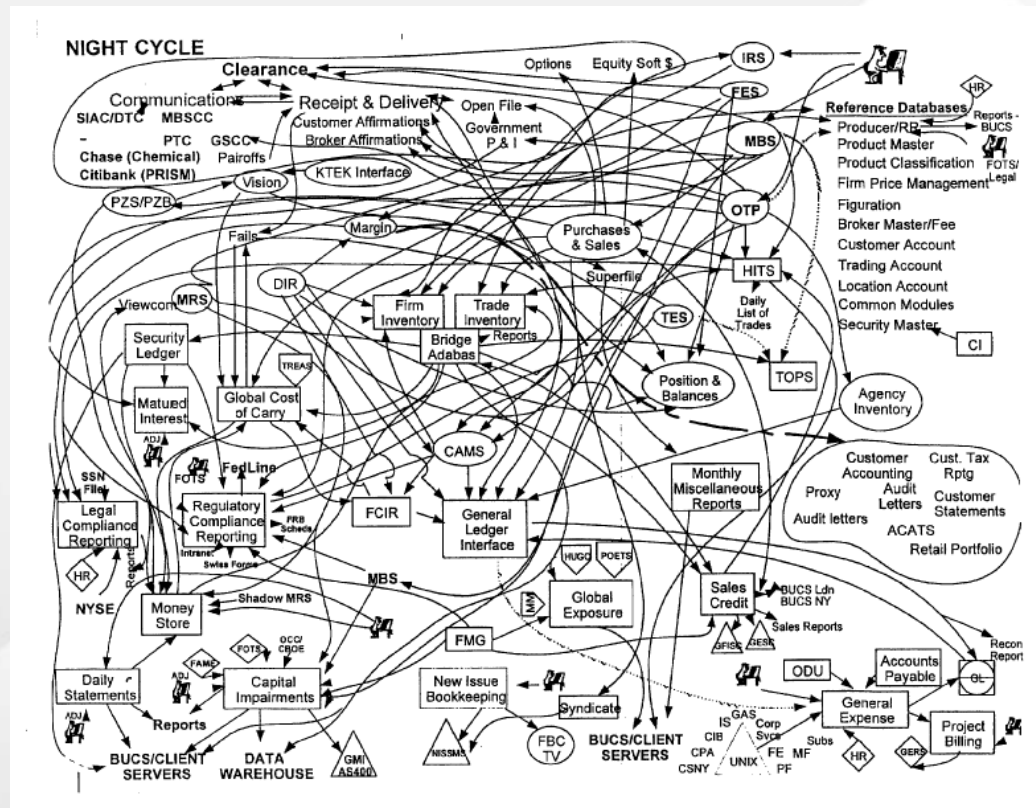 NIGHT CYCLE
Clearance
Options
Equity Soft $
IRS
FES
Communications
SIAC/DTC MBSCC
Receipt & Delivery
Customer Affirmations
Broker Affirmations
Open File
Government
P & I
MBS
PTC GSCC
Chase (Chemical) Pairoffs
Citibank (PRISM)
Vision
KTEK Interface
PZS/PZB
Reference Databases
HR
Producer/RR
Reports -
BUCS
Product Master
Product Classification
FOTS/
Legal
Firm Price Management
Figuration
Broker Master/Fee
Customer Account
Trading Account
Location Account
Common Modules
Security Master
CI
OTP
Fails
Margin
Purchases
& Sales
Superfile
HITS
Daily
List of
Trades
DIR
Viewcom
MRS
Firm
Inventory
Trade
Inventory
Reports
Bridge
Adabas
TES
TOPS
Security
Ledger
TREAS
Matured
Interest
Global Cost
of Carry
Position &
Balances
Agency
Inventory
ADJ
FOTS
FedLine
CAMS
SSN
File
Legal
Compliance
Reporting
Reports
Regulatory
Compliance
Reporting
FRB
Scheds
Intranet
Swiss Forms
FCIR
General
Ledger
Interface
Monthly
Miscellaneous
Reports
Customer
Accounting
Cust. Tax
Rptg
Proxy
Audit
Letters
Customer
Statements
Audit letters
ACATS
Retail Portfolio
HR
NYSE
Money
Store
Shadow MRS
MBS
HUGO
POETS
MM
Global
Exposure
FMG
Sales
Credit
BUCS Ldn
BUCS NY
Sales Reports
GFISC
GESC
Recon
Report
GL
Daily
Statements
ADJ
FAME
FOTS
OCC/
CBOE
ADJ
Capital
Impairments
Reports
New Issue
Bookkeeping
Syndicate
NISSMS
FBC
TV
BUCS/CLIENT
SERVERS
DATA
WAREHOUSE
GMI
AS400
BUCS/CLIENT
SERVERS
ODU
Accounts
Payable
General
Expense
Project
Billing
GERS
HR
IS
GAS
Corp
Svcs
CIB
Subs
CPA
FE
MF
CSNY
UNIX
PF